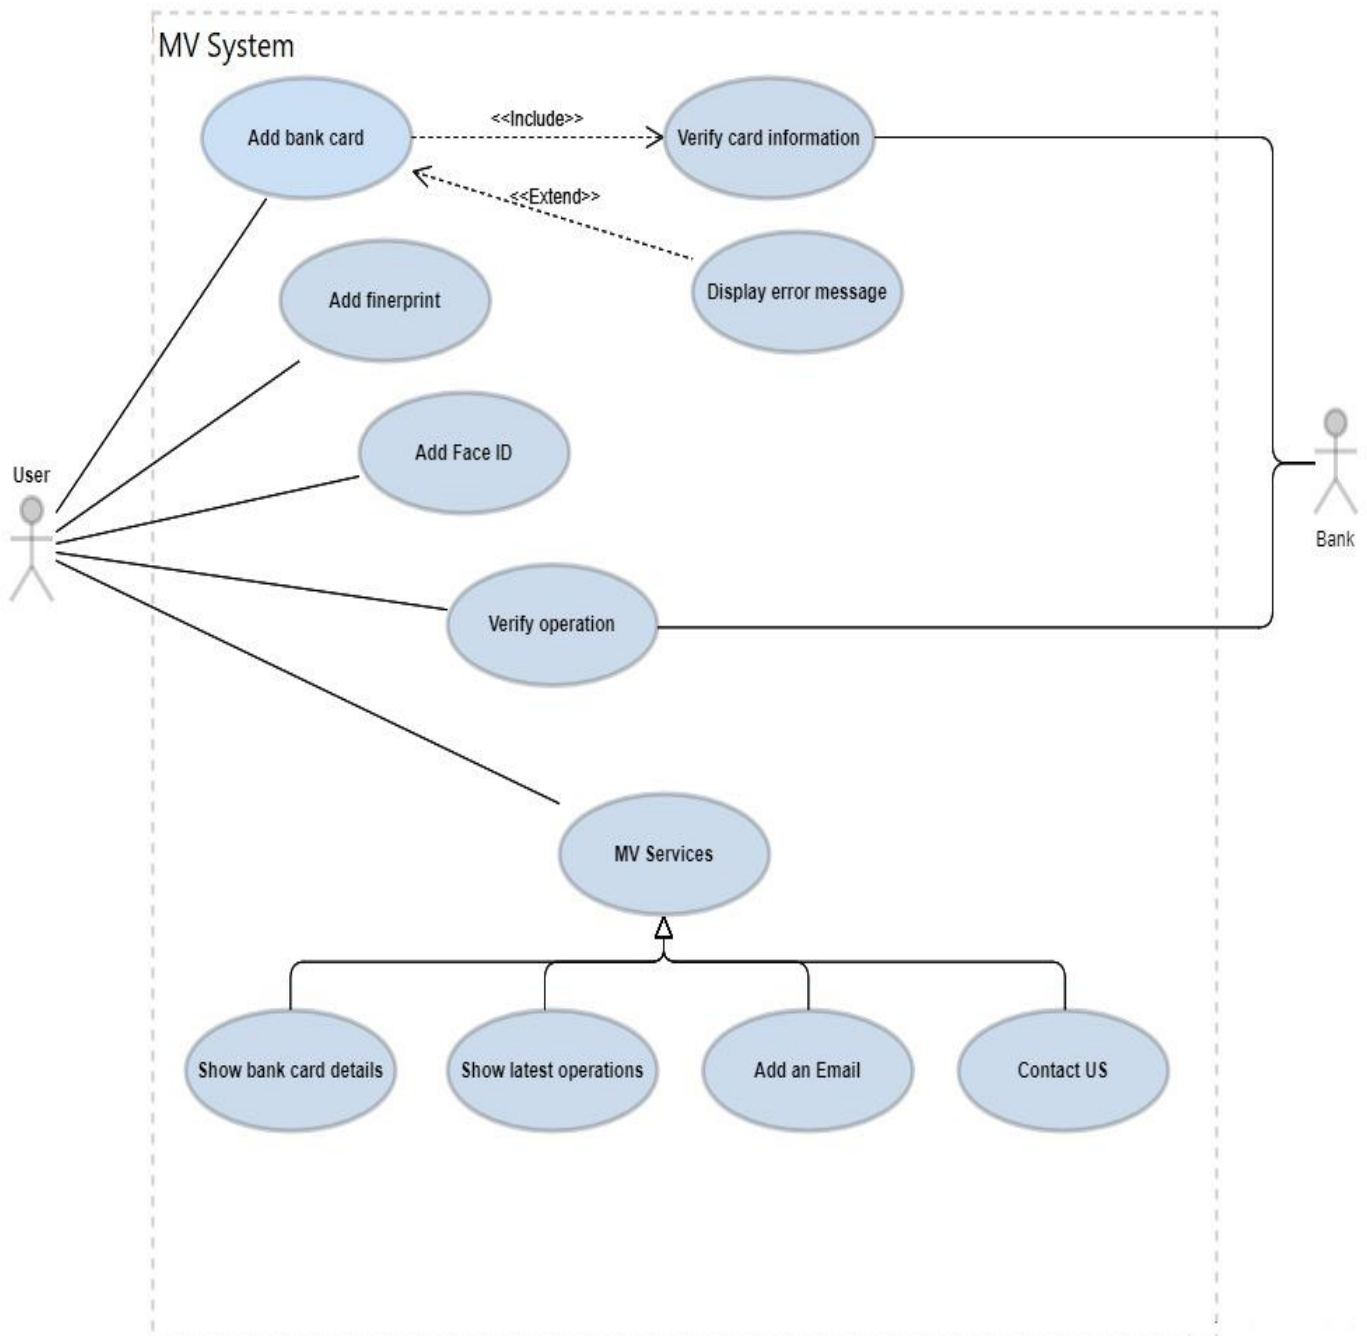 MV System
Add bank card
<<Include>>
Verify card information
<<Extend>>
Add finerprint
Display error message
Add Face ID
User
Bank
Verify operation
MV Services
Show bank card details
Show latest operations
Add an Email
Contact US